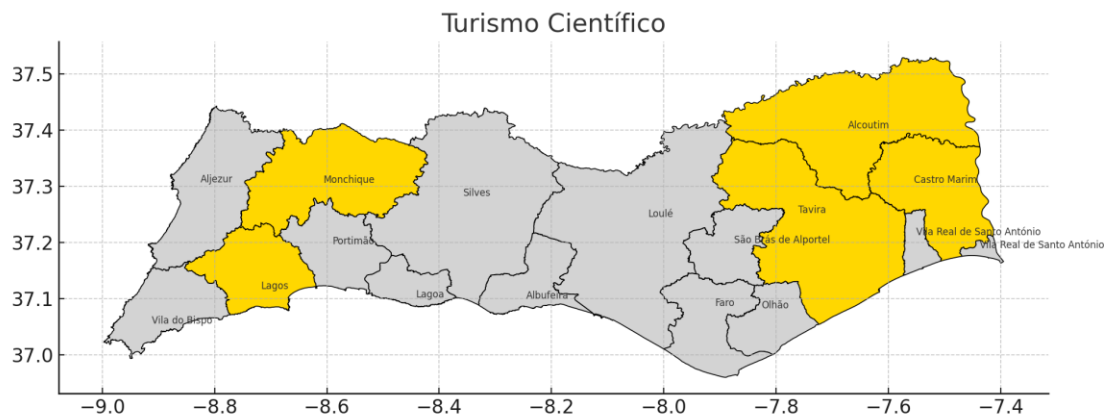 Turismo Científico
37.5
37.4
37.3
37.2
37.1
37.0
Alcoutim
Aljezur
Monchique
Castro Marim
Silves
Tavira
Loulé
Vila Real de Santo António
São Brás de Alportel
Portimão
Vila Real de Santo António
Lagos
Lagoa
Albufeira
Faro
Olhão
Vila do Bispo
−9.0
−8.8
−8.6
−8.4
−8.2
−8.0
−7.8
−7.6
−7.4